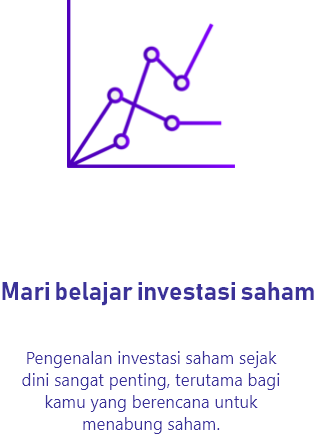 Mari belajar investasi saham
Pengenalan investasi saham sejak
dini sangat penting, terutama bagi
kamu yang berencana untuk
menabung saham.